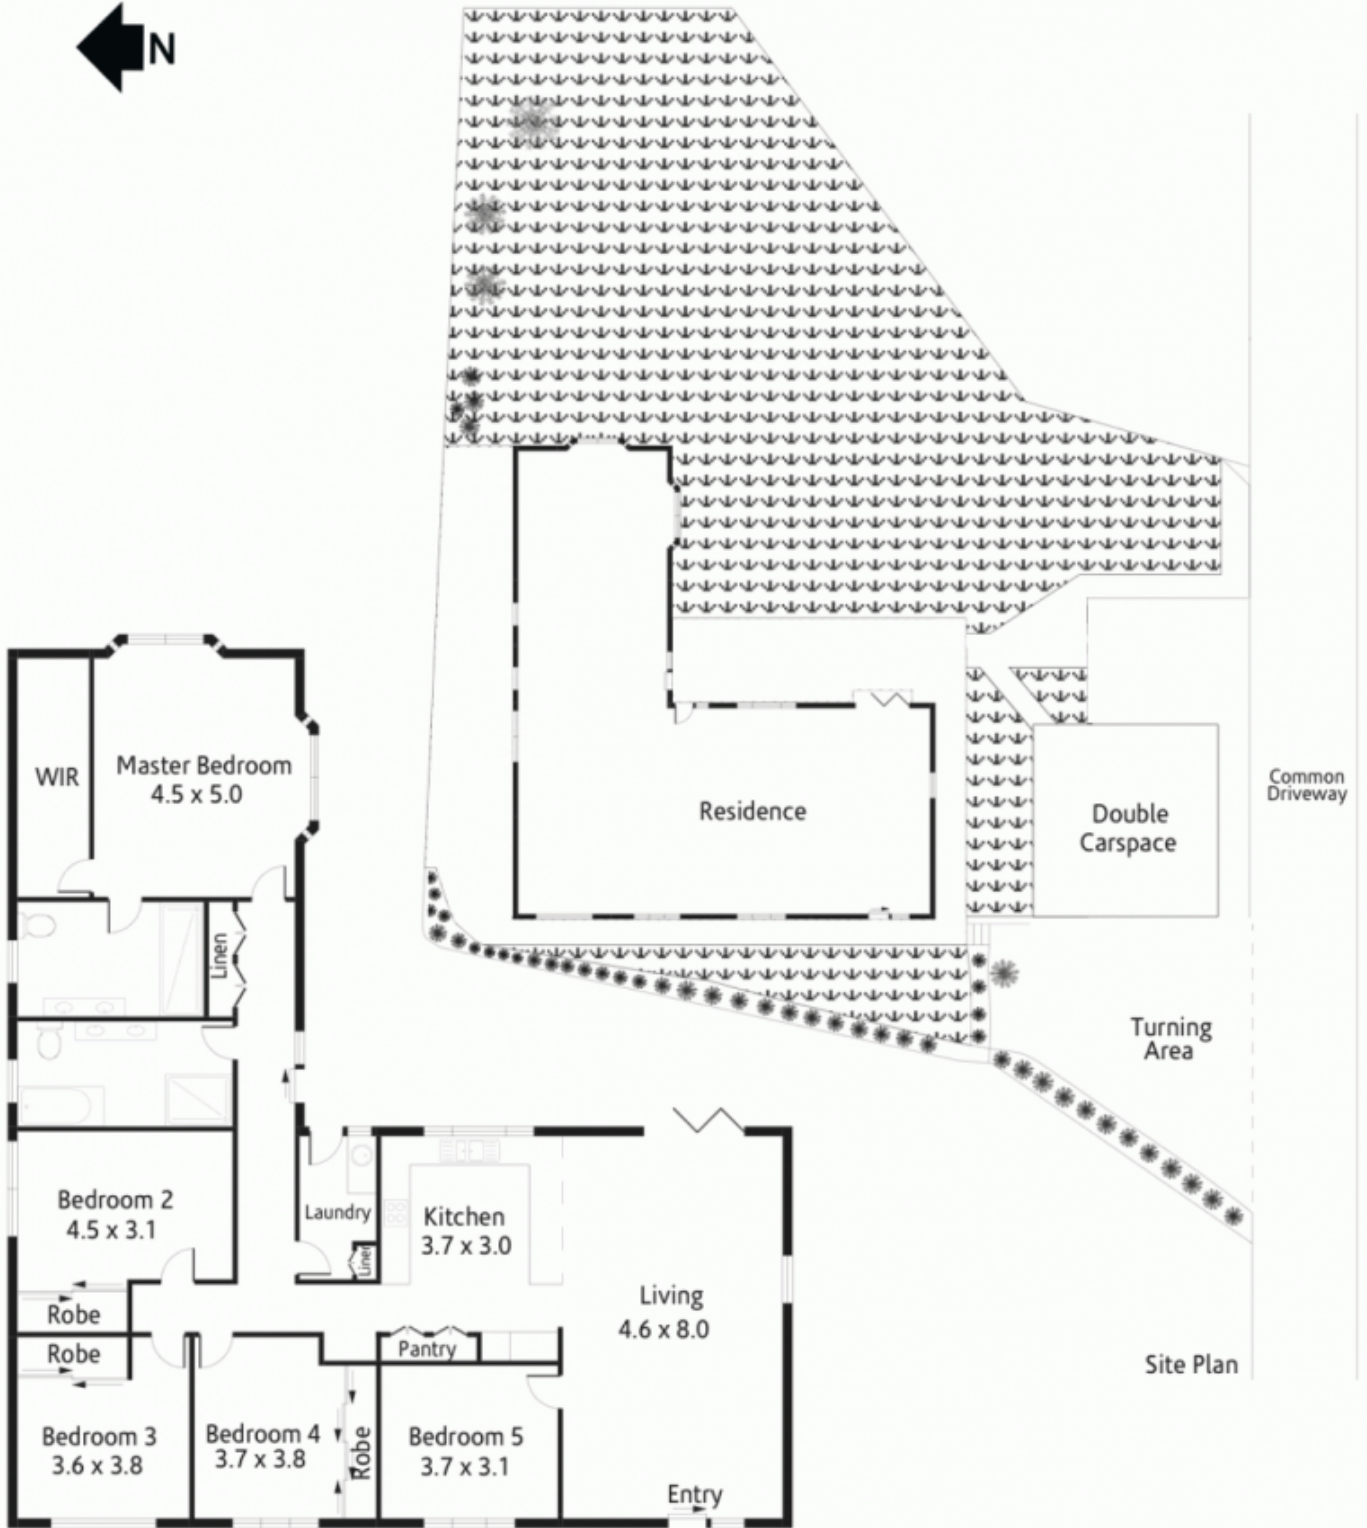 N
WIR
Master Bedroom
4.5 x 5.0
Linen
Bedroom 2
4.5 x 3.1
Robe
Robe
Bedroom 3
3.6 x 3.8
Bedroom 4
3.7 x 3.8
Robe
Laundry
Linen
Kitchen
3.7 x 3.0
Pantry
Bedroom 5
3.7 x 3.1
Living
4.6 x 8.0
Entry
Residence
Double
Carspace
Common
Driveway
Turning
Area
Site Plan